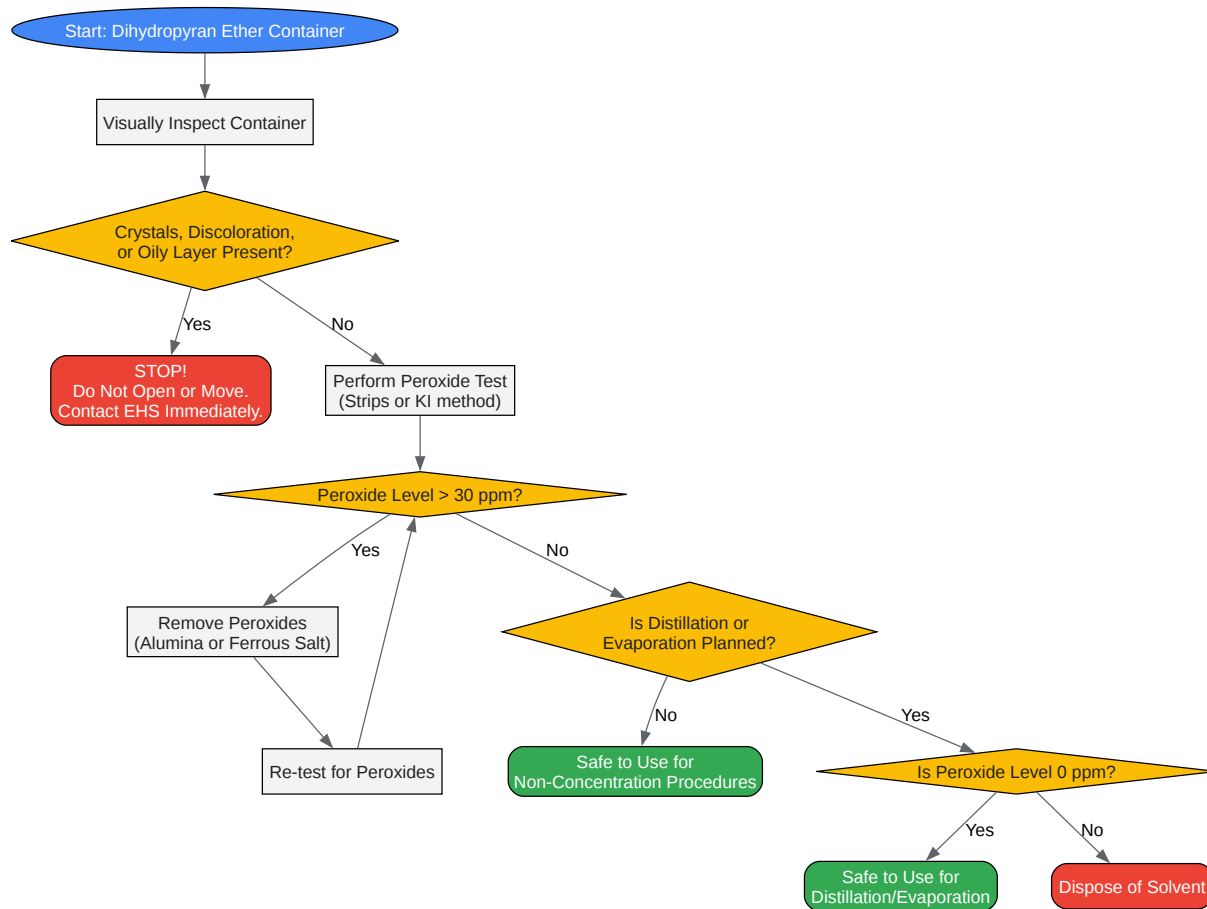 Start: Dihydropyran Ether Container
Visually Inspect Container
Crystals, Discoloration,
or Oily Layer Present?
Yes
No
STOP!
Do Not Open or Move.
Contact EHS Immediately.
Perform Peroxide Test
(Strips or KI method)
Peroxide Level > 30 ppm?
Yes
No
Remove Peroxides
(Alumina or Ferrous Salt)
Is Distillation or
Evaporation Planned?
No
Yes
Re-test for Peroxides
Safe to Use for
Non-Concentration Procedures
Is Peroxide Level 0 ppm?
Yes
No
Safe to Use for
Distillation/Evaporation
Dispose of Solvent